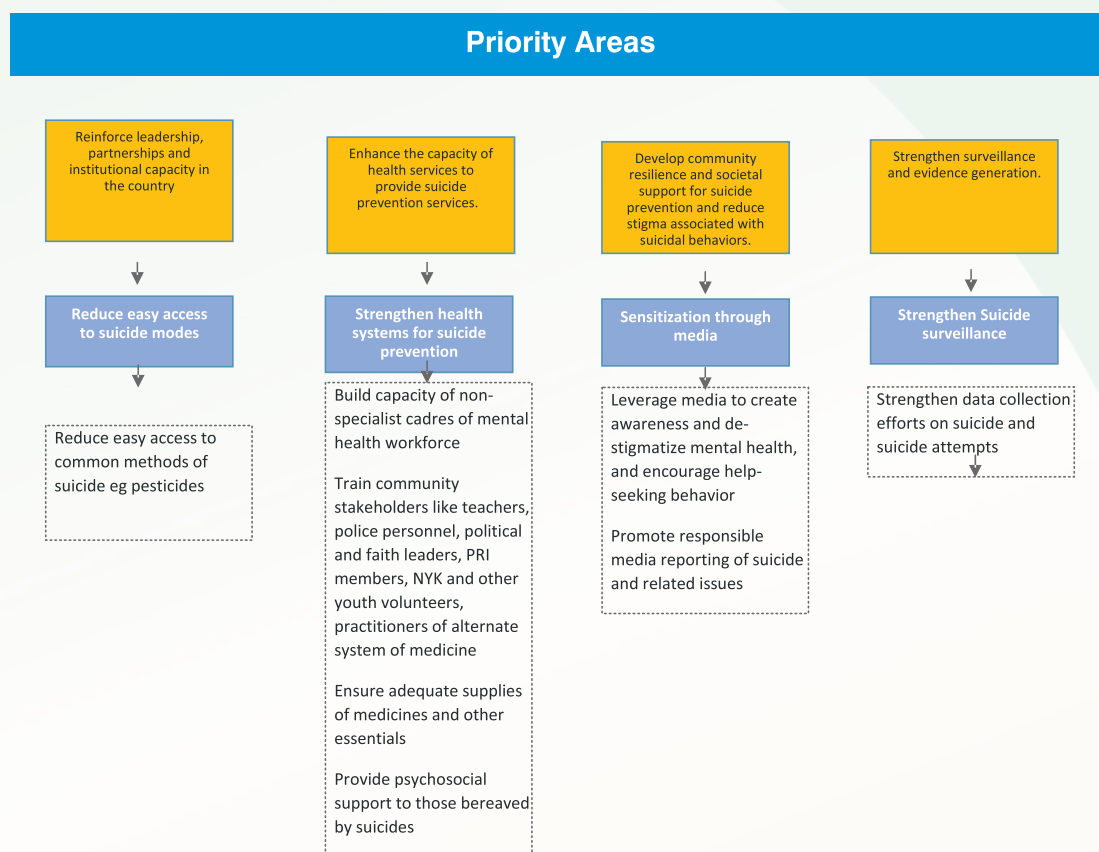 Priority Areas
Reinforce leadership,
partnerships and
institutional capacity in
the country
Reduce easy access
to suicide modes
Reduce easy access to
common methods of
suicide eg pesticides
Enhance the capacity of
health services to
provide suicide
prevention services.
Strengthen health
systems for suicide
prevention
Build capacity of non-
specialist cadres of mental
health workforce
Train community
stakeholders like teachers,
police personnel, political
and faith leaders, PRI
members, NYK and other
youth volunteers,
practitioners of alternate
system of medicine
Ensure adequate supplies
of medicines and other
essentials
Provide psychosocial
support to those bereaved
by suicides
Develop community
resilience and societal
support for suicide
prevention and reduce
stigma associated with
suicidal behaviors.
Sensitization through
media
Leverage media to create
awareness and de-
stigmatize mental health,
and encourage help-
seeking behavior
Promote responsible
media reporting of suicide
and related issues
Strengthen surveillance
and evidence generation.
Strengthen Suicide
surveillance
Strengthen data collection
efforts on suicide and
suicide attempts